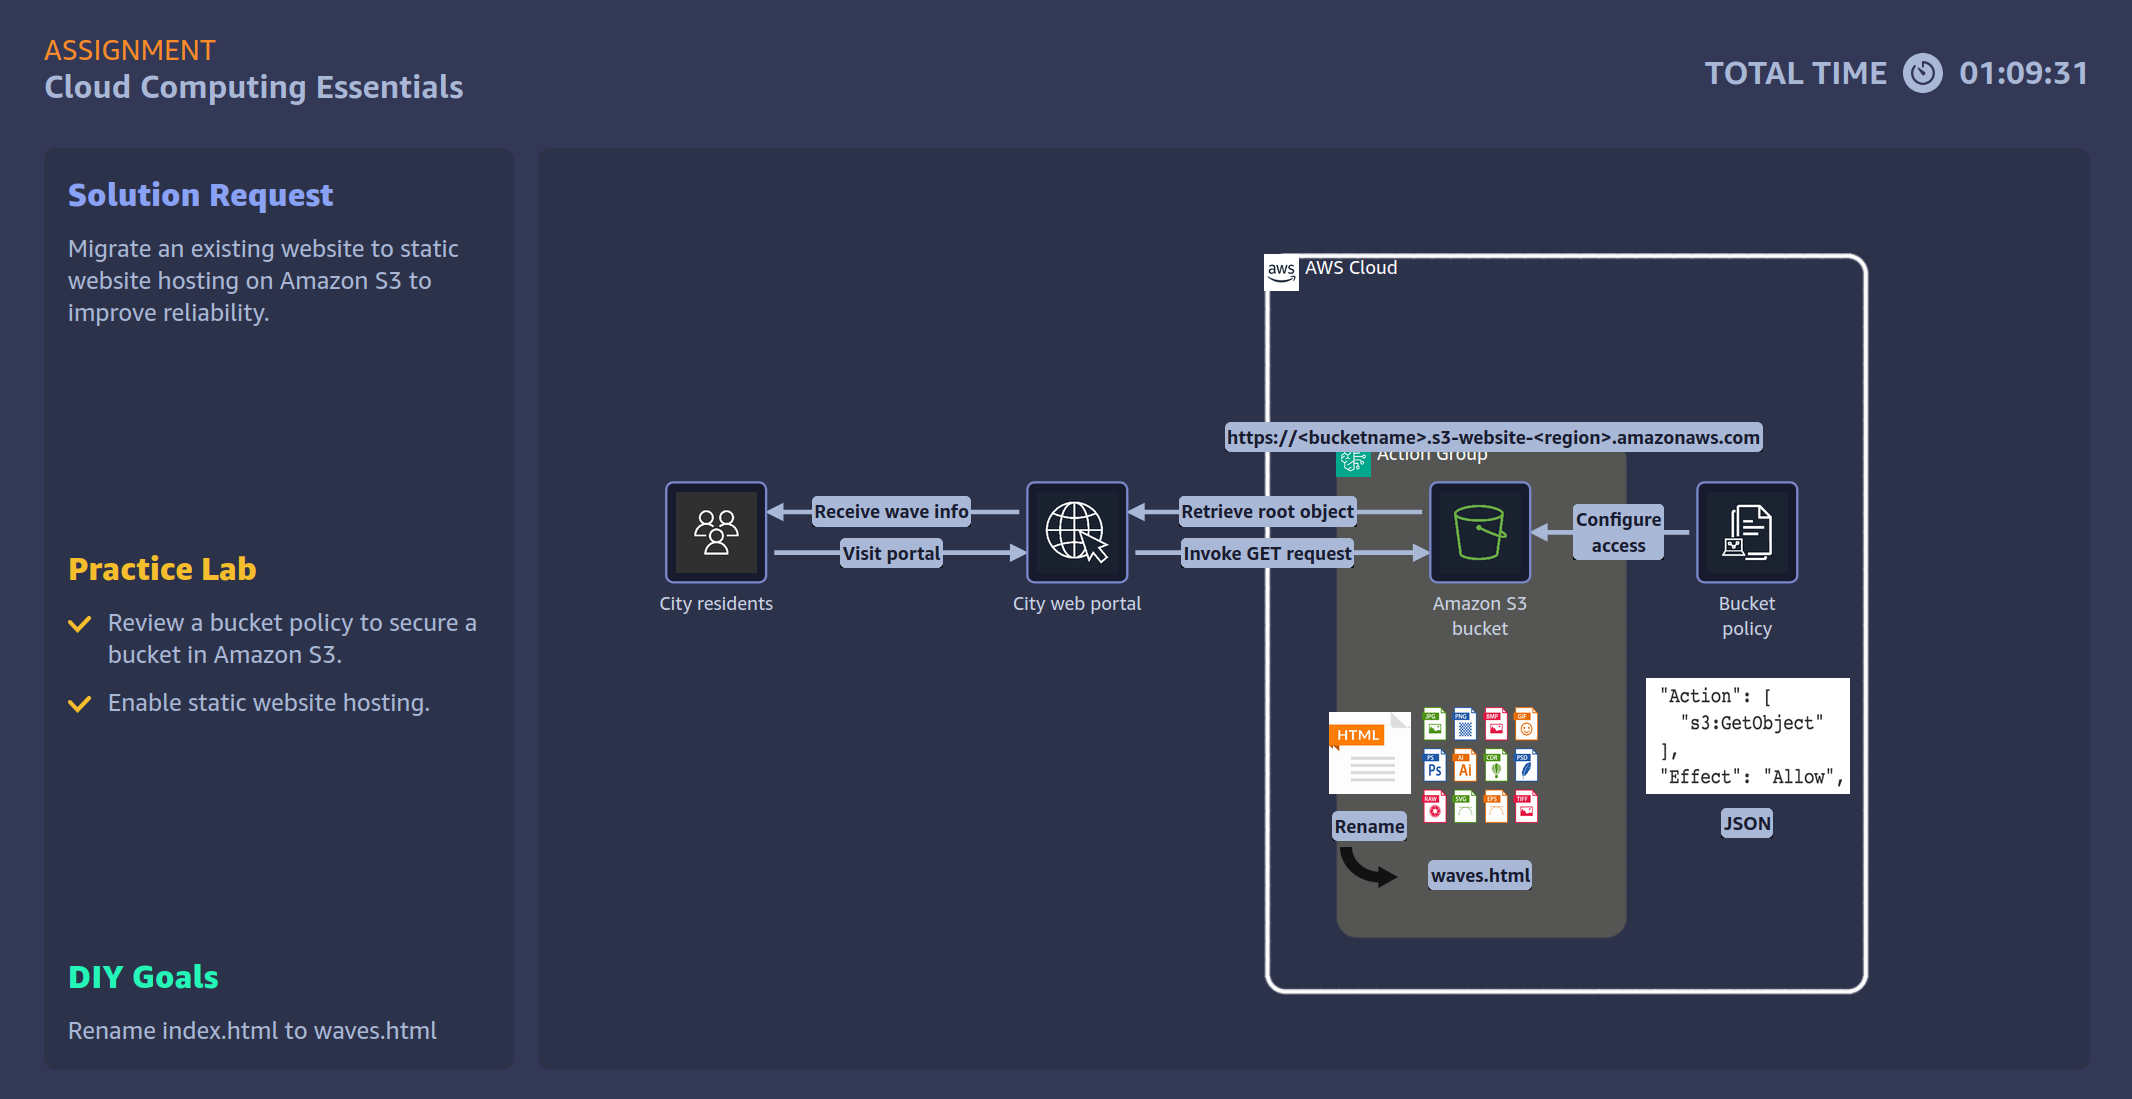 ASSIGNMENT
Cloud Computing Essentials
TOTAL TIME 01:09:31
Solution Request
Migrate an existing website to static
website hosting on Amazon S3 to
improve reliability.
Practice Lab
Review a bucket policy to secure a
bucket in Amazon S3.
Enable static website hosting.
DIY Goals
Rename index.html to waves.html
aws
AWS Cloud
https://<bucketname>.s3-website-<region>.amazonaws.com
Action Group
Receive wave info
Visit portal
Retrieve root object
Invoke GET request
Configure
access
City residents
City web portal
Amazon S3
bucket
Bucket
policy
HTML
JPG PNG BMP GIF
PS AI CDR PSD
Ps Ai
RAW SVG EPS TIFF
Rename
waves.html
"Action": [
"s3:GetObject"
],
"Effect": "Allow",
JSON